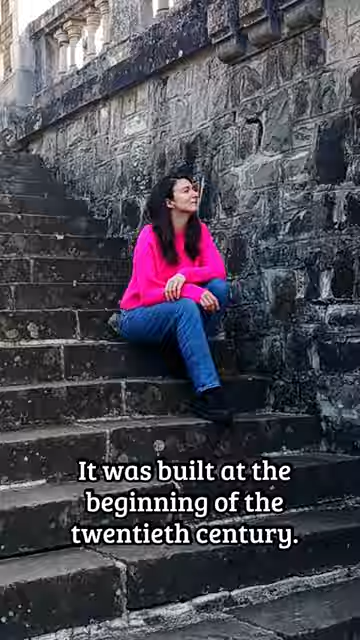 It was built at the
beginning of the
twentieth century.